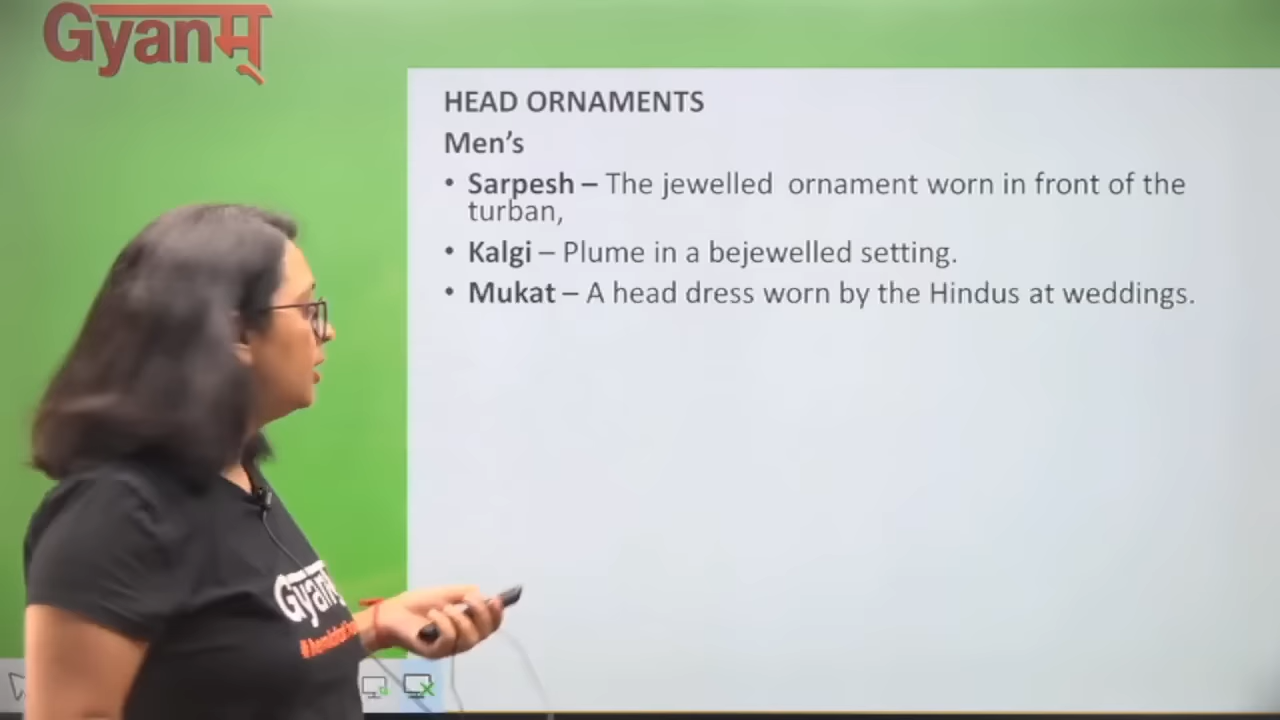 Gyanम्
HEAD ORNAMENTS
Men's
• Sarpesh – The jewelled ornament worn in front of the
turban,
• Kalgi – Plume in a bejewelled setting.
• Mukat – A head dress worn by the Hindus at weddings.
Gyanम्